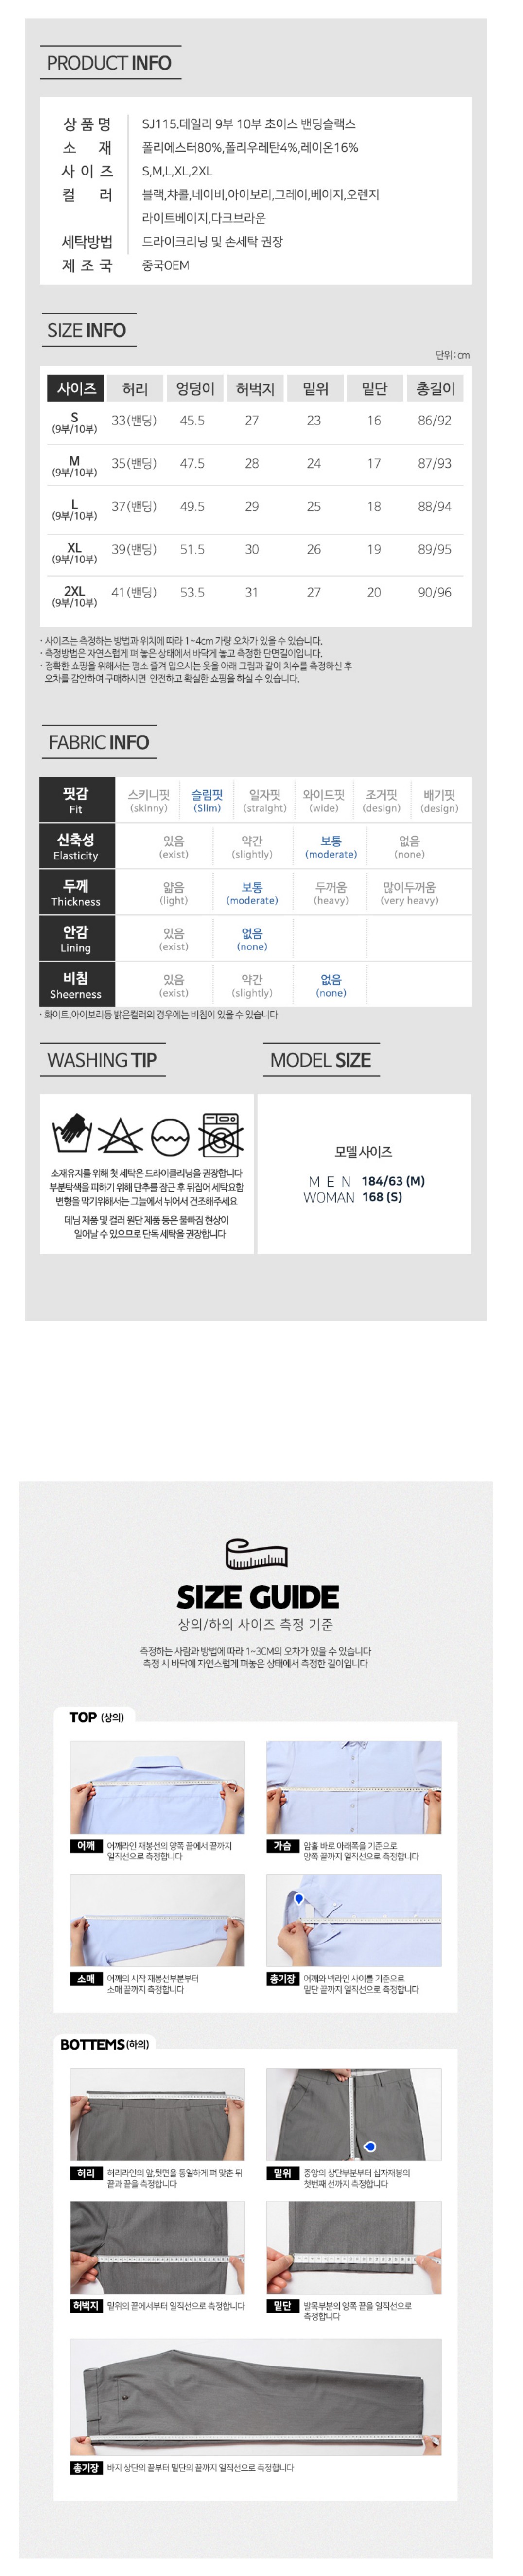 PRODUCT INFO
상 품 명 SJ115.데일리 9부 10부 초이스 밴딩슬랙스
소 재 폴리에스터80%,폴리우레탄4%,레이온16%
사 이 즈 S,M,L,XL,2XL
컬 러 블랙,챠콜,네이비,아이보리,그레이,베이지,오렌지
라이트베이지,다크브라운
세탁방법 드라이크리닝 및 손세탁 권장
제 조 국 중국OEM
SIZE INFO
단위:cm
사이즈 허리 엉덩이 허벅지 밑위 밑단 총길이
S
(9부/10부) 33(밴딩) 45.5 27 23 16 86/92
M
(9부/10부) 35(밴딩) 47.5 28 24 17 87/93
L
(9부/10부) 37(밴딩) 49.5 29 25 18 88/94
XL
(9부/10부) 39(밴딩) 51.5 30 26 19 89/95
2XL
(9부/10부) 41(밴딩) 53.5 31 27 20 90/96
· 사이즈는 측정하는 방법과 위치에 따라 1~4cm 가량 오차가 있을 수 있습니다.
· 측정방법은 자연스럽게 펴 놓은 상태에서 바닥게 놓고 측정한 단면길이입니다.
· 정확한 쇼핑을 위해서는 평소 즐겨 입으시는 옷을 아래 그림과 같이 치수를 측정하신 후
오차를 감안하여 구매하시면 안전하고 확실한 쇼핑을 하실 수 있습니다.
FABRIC INFO
핏감 스키니핏 슬림핏 일자핏 와이드핏 조거핏 배기핏
Fit (skinny) (Slim) (straight) (wide) (design) (design)
신축성 있음 약간 보통 없음
Elasticity (exist) (slightly) (moderate) (none)
두께 얇음 보통 두꺼움 많이두꺼움
Thickness (light) (moderate) (heavy) (very heavy)
안감 있음 없음
Lining (exist) (none)
비침 있음 약간 없음
Sheerness (exist) (slightly) (none)
· 화이트,아이보리등 밝은컬러의 경우에는 비침이 있을 수 있습니다
WASHING TIP
소재유지를 위해 첫 세탁은 드라이클리닝을 권장합니다
부분탁색을 피하기 위해 단추를 잠근 후 뒤집어 세탁요함
변형을 막기위해서는 그늘에서 뉘어서 건조해주세요
데님 제품 및 컬러 원단 제품 등은 물빠짐 현상이
일어날 수 있으므로 단독 세탁을 권장합니다
MODEL SIZE
모델 사이즈
M E N 184/63 (M)
WOMAN 168 (S)
SIZE GUIDE
상의/하의 사이즈 측정 기준
측정하는 사람과 방법에 따라 1~3CM의 오차가 있을 수 있습니다
측정 시 바닥에 자연스럽게 펴놓은 상태에서 측정한 길이입니다
TOP (상의)
어깨 어깨라인 재봉선의 양쪽 끝에서 끝까지
일직선으로 측정합니다
가슴 암홀 바로 아래쪽을 기준으로
양쪽 끝까지 일직선으로 측정합니다
소매 어깨의 시작 재봉선부분부터
소매 끝까지 측정합니다
총기장 어깨와 넥라인 사이를 기준으로
밑단 끝까지 일직선으로 측정합니다
BOTTEMS(하의)
허리 허리라인의 앞,뒷면을 동일하게 펴 맞춘 뒤
끝과 끝을 측정합니다
밑위 중앙의 상단부분부터 십자재봉의
첫번째 선까지 측정합니다
허벅지 밑위의 끝에서부터 일직선으로 측정합니다
밑단 발목부분의 양쪽 끝을 일직선으로
측정합니다
총기장 바지 상단의 끝부터 밑단의 끝까지 일직선으로 측정합니다